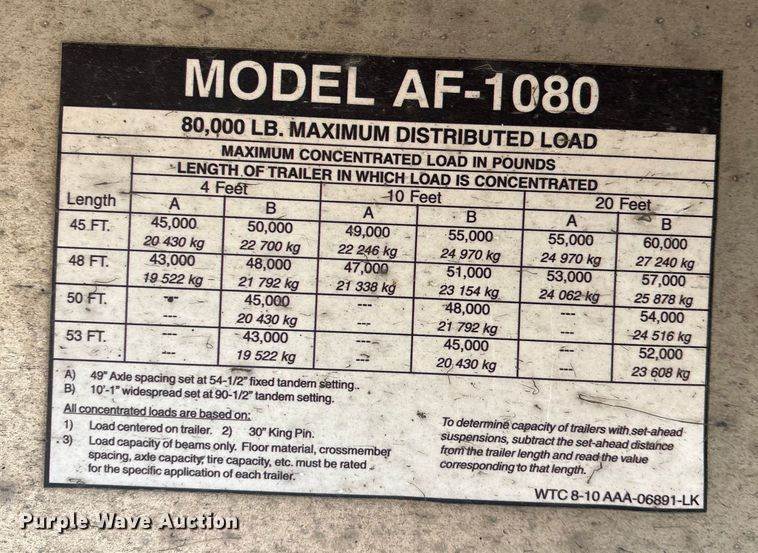 MODEL AF-1080
80,000 LB. MAXIMUM DISTRIBUTED LOAD
MAXIMUM CONCENTRATED LOAD IN POUNDS
LENGTH OF TRAILER IN WHICH LOAD IS CONCENTRATED
Length 4 Feet 10 Feet 20 Feet
A B A B A B
45 FT. 45,000 50,000 49,000 55,000 55,000 60,000
20 430 kg 22 700 kg 22 246 kg 24 970 kg 24 970 kg 27 240 kg
48 FT. 43,000 48,000 47,000 51,000 53,000 57,000
19 522 kg 21 792 kg 21 338 kg 23 154 kg 24 062 kg 25 878 kg
50 FT. --- 45,000 --- 48,000 --- 54,000
--- 20 430 kg --- 21 792 kg --- 24 516 kg
53 FT. --- 43,000 --- 45,000 --- 52,000
--- 19 522 kg --- 20 430 kg --- 23 608 kg
A) 49" Axle spacing set at 54-1/2" fixed tandem setting.
B) 10'-1" widespread set at 90-1/2" tandem setting.
All concentrated loads are based on:
1) Load centered on trailer. 2) 30" King Pin.
3) Load capacity of beams only. Floor material, crossmember
spacing, axle capacity, tire capacity, etc. must be rated
for the specific application of each trailer.
To determine capacity of trailers with set-ahead
suspensions, subtract the set-ahead distance
from the trailer length and read the value
corresponding to that length.
WTC 8-10 AAA-06891-LK
Purple Wave Auction